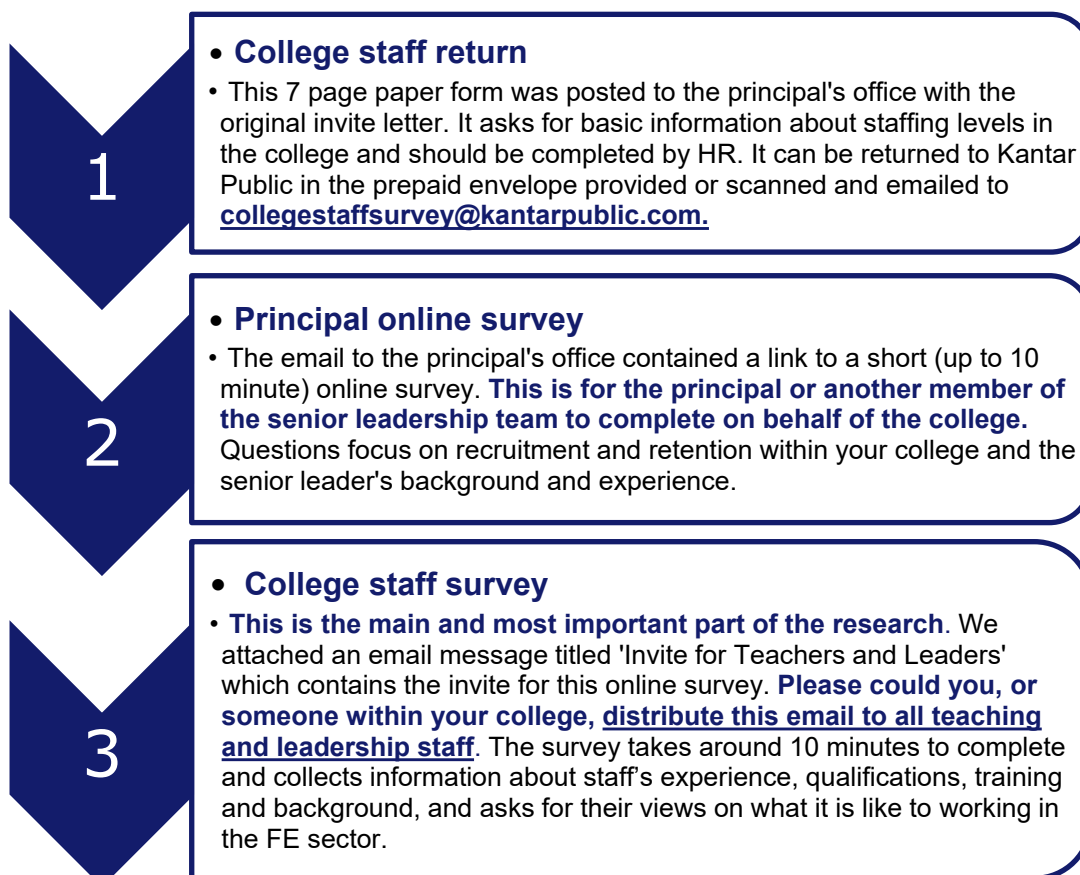 1
• College staff return
• This 7 page paper form was posted to the principal's office with the
original invite letter. It asks for basic information about staffing levels in
the college and should be completed by HR. It can be returned to Kantar
Public in the prepaid envelope provided or scanned and emailed to
collegestaffsurvey@kantarpublic.com.
2
• Principal online survey
• The email to the principal's office contained a link to a short (up to 10
minute) online survey. This is for the principal or another member of
the senior leadership team to complete on behalf of the college.
Questions focus on recruitment and retention within your college and the
senior leader's background and experience.
3
• College staff survey
• This is the main and most important part of the research. We
attached an email message titled 'Invite for Teachers and Leaders'
which contains the invite for this online survey. Please could you, or
someone within your college, distribute this email to all teaching
and leadership staff. The survey takes around 10 minutes to complete
and collects information about staff’s experience, qualifications, training
and background, and asks for their views on what it is like to working in
the FE sector.